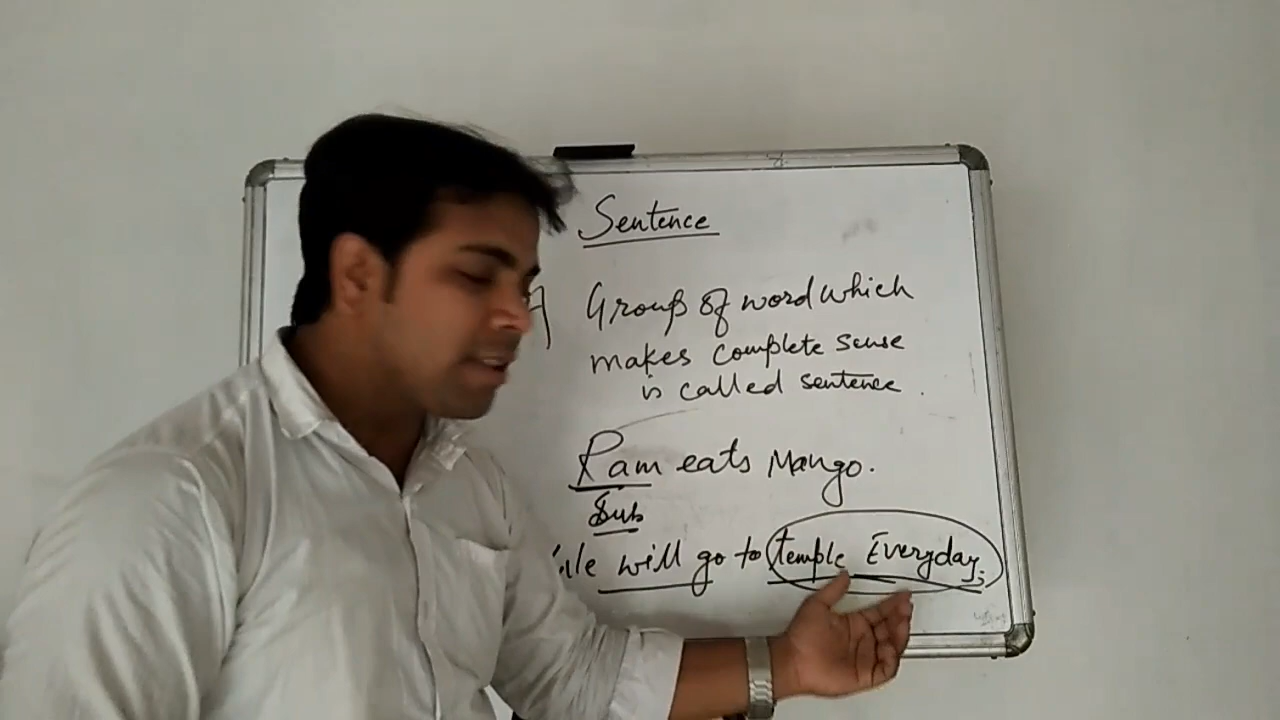 Sentence
A Group of word which
makes complete sense
is called sentence.
Ram eats Mango.
Sub
will go to temple Everyday